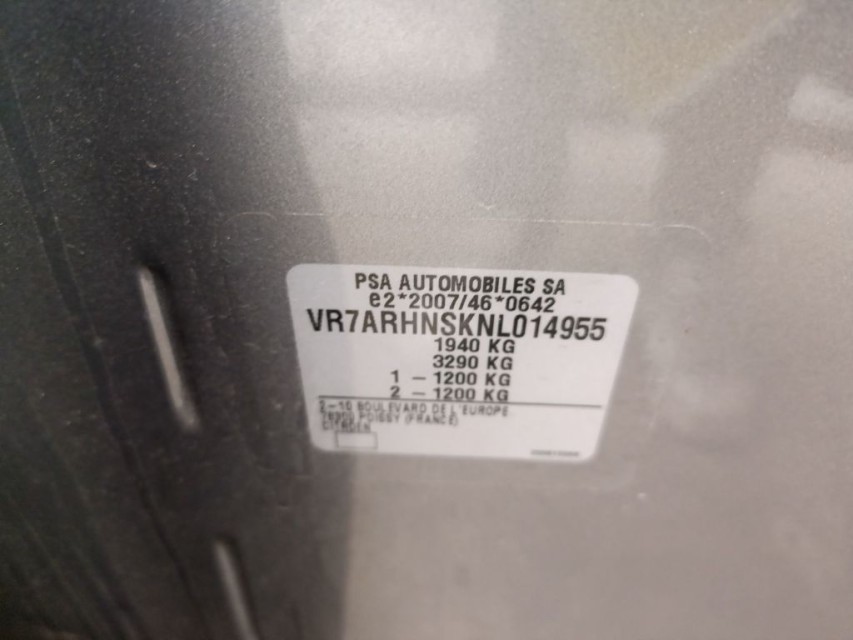 PSA AUTOMOBILES SA
e2*2007/46*0642
VR7ARHNSKNL014955
1940 KG
3290 KG
1 – 1200 KG
2 – 1200 KG
2–10 BOULEVARD DE L'EUROPE
78300 POISSY (FRANCE)
CITROEN